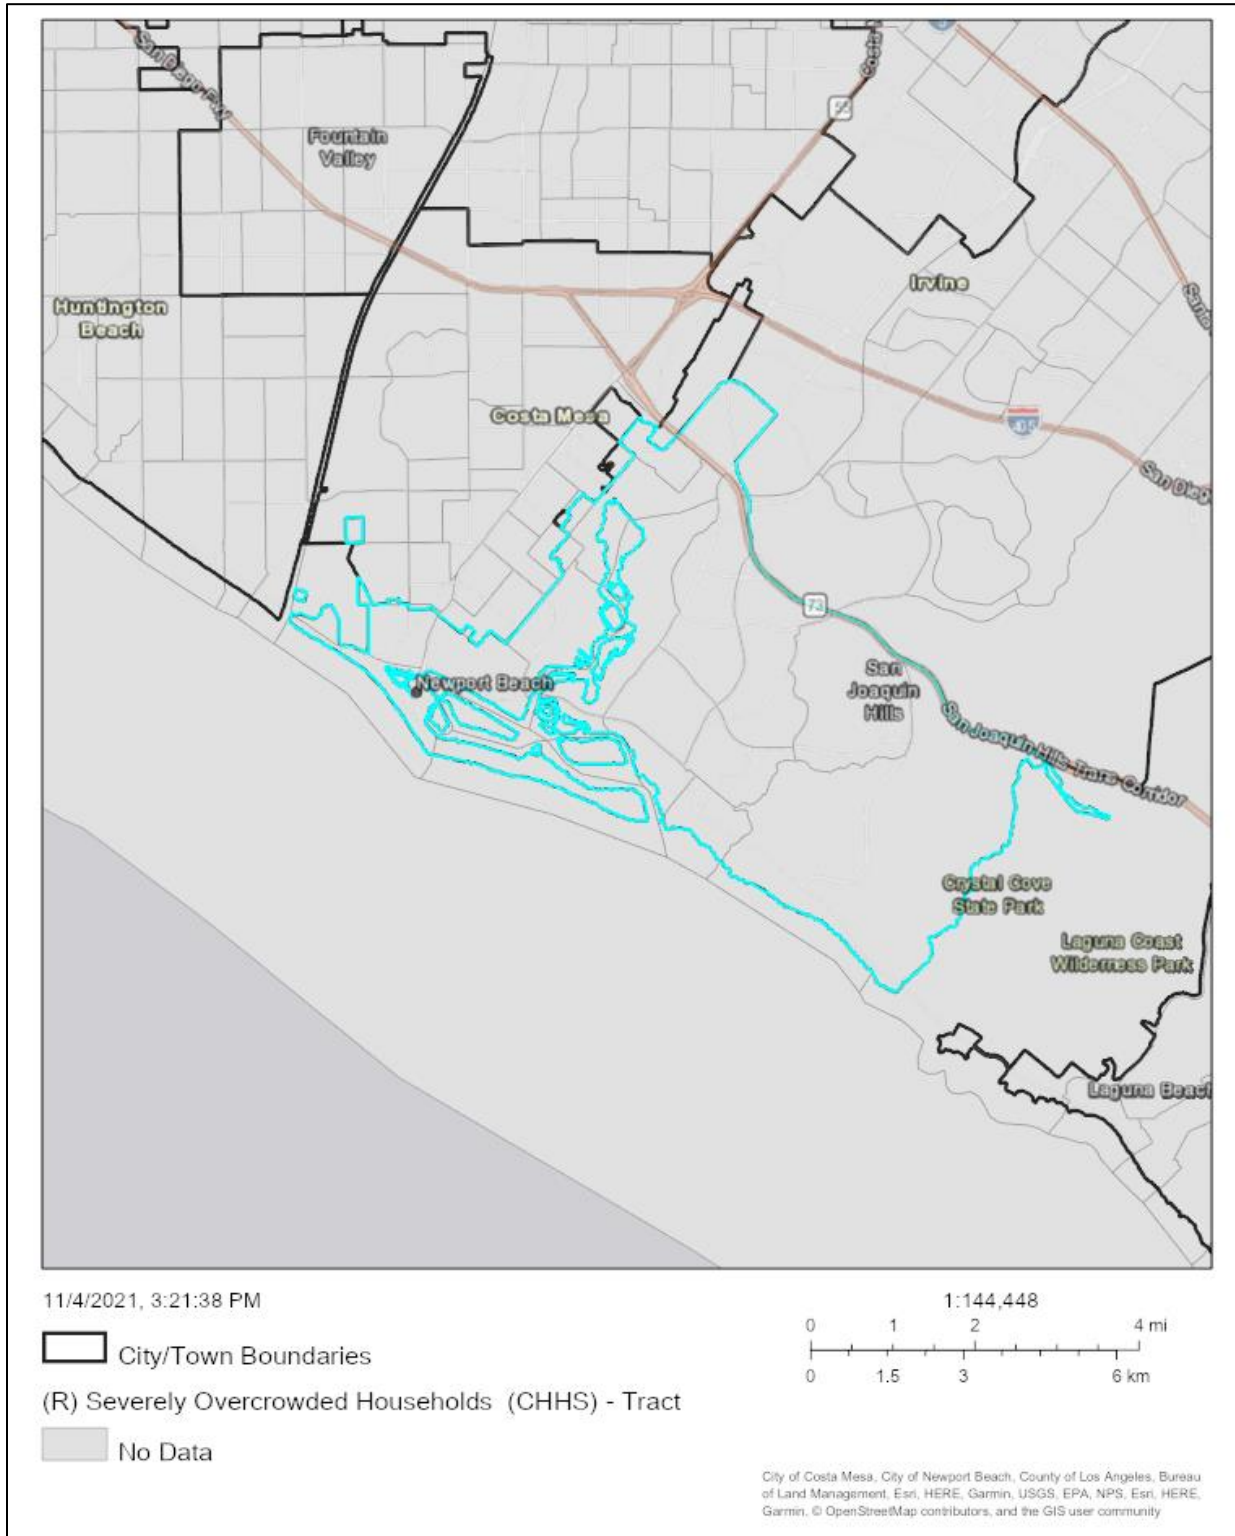 San Diego Fwy
Costa
55
Fountain
Valley
Irvine
Huntington
Beach
Santa
Costa Mesa
405
San Dieg
73
San
Joaquin
Hills
Newport Beach
San Joaquin Hills Trans Corridor
Crystal Cove
State Park
Laguna Coast
Wilderness Park
Laguna Beach
11/4/2021, 3:21:38 PM
1:144,448
0 1 2 4 mi
0 1.5 3 6 km
City/Town Boundaries
(R) Severely Overcrowded Households (CHHS) - Tract
No Data
City of Costa Mesa, City of Newport Beach, County of Los Angeles, Bureau
of Land Management, Esri, HERE, Garmin, USGS, EPA, NPS, Esri, HERE,
Garmin, © OpenStreetMap contributors, and the GIS user community